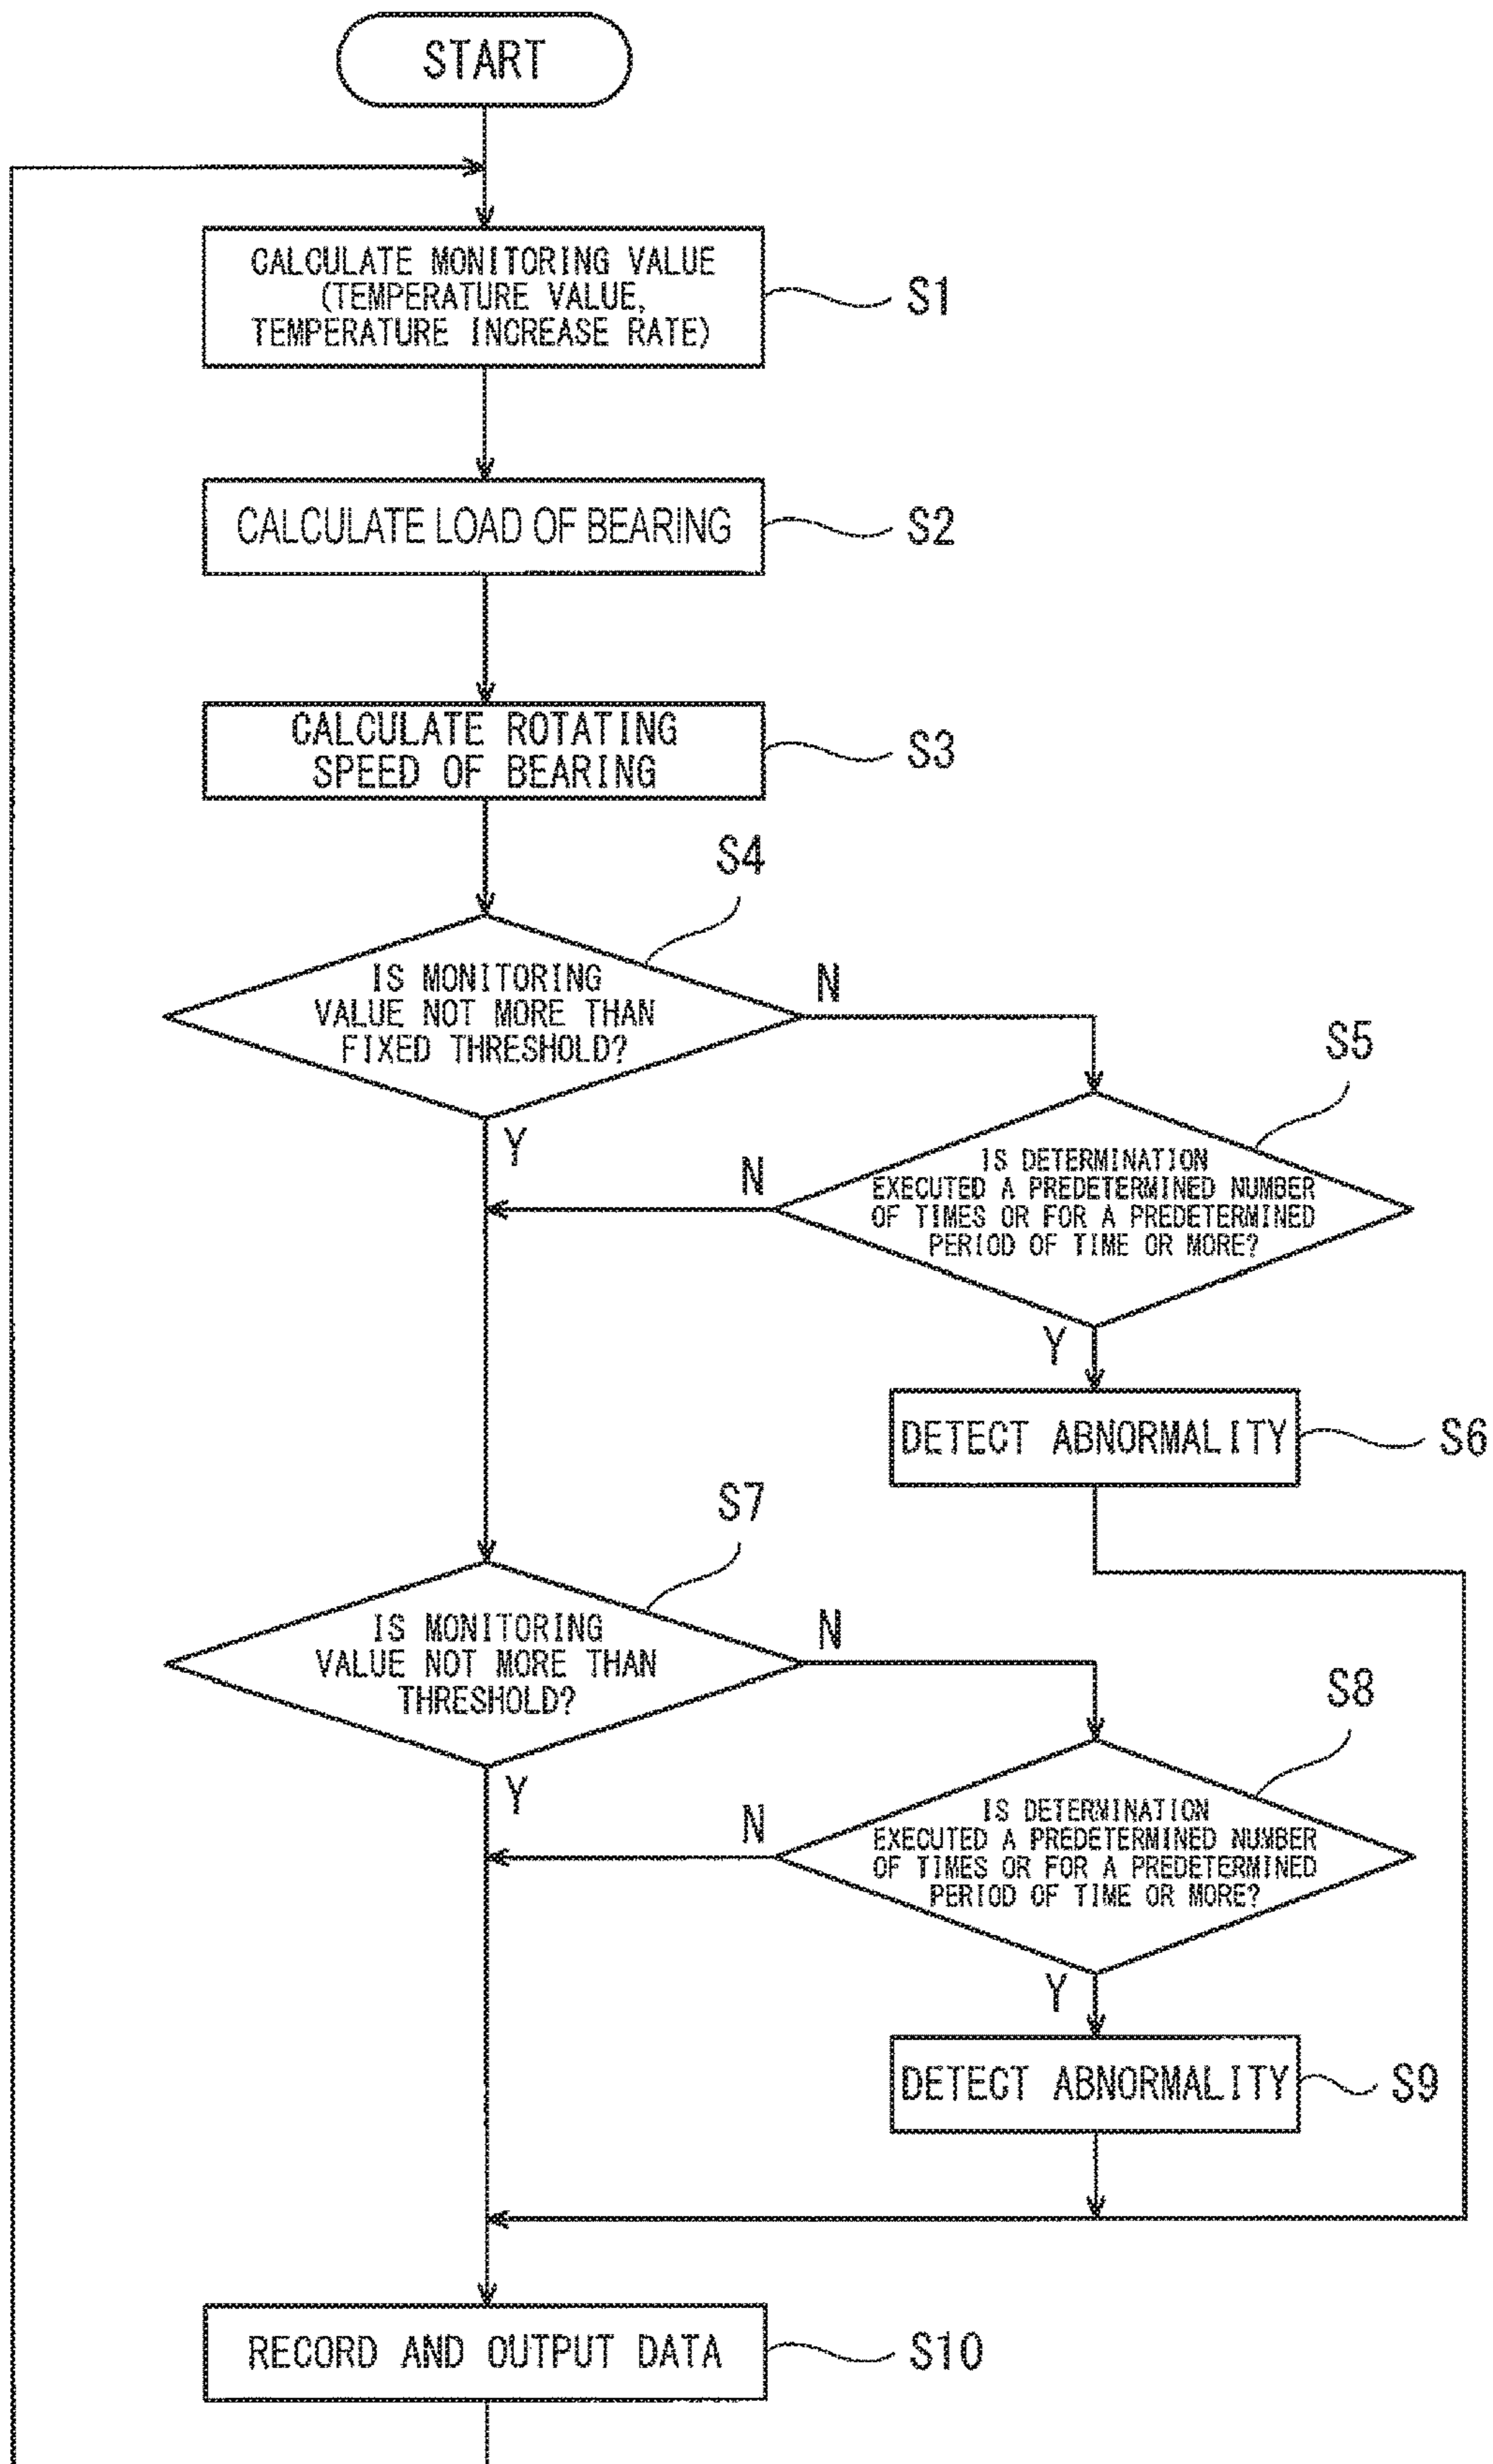 START
CALCULATE MONITORING VALUE
(TEMPERATURE VALUE,
TEMPERATURE INCREASE RATE)
S1
CALCULATE LOAD OF BEARING
S2
CALCULATE ROTATING
SPEED OF BEARING
S3
S4
IS MONITORING
VALUE NOT MORE THAN
FIXED THRESHOLD?
N
Y
S5
IS DETERMINATION
EXECUTED A PREDETERMINED NUMBER
OF TIMES OR FOR A PREDETERMINED
PERIOD OF TIME OR MORE?
N
Y
DETECT ABNORMALITY
S6
S7
IS MONITORING
VALUE NOT MORE THAN
THRESHOLD?
N
Y
S8
IS DETERMINATION
EXECUTED A PREDETERMINED NUMBER
OF TIMES OR FOR A PREDETERMINED
PERIOD OF TIME OR MORE?
N
Y
DETECT ABNORMALITY
S9
RECORD AND OUTPUT DATA
S10